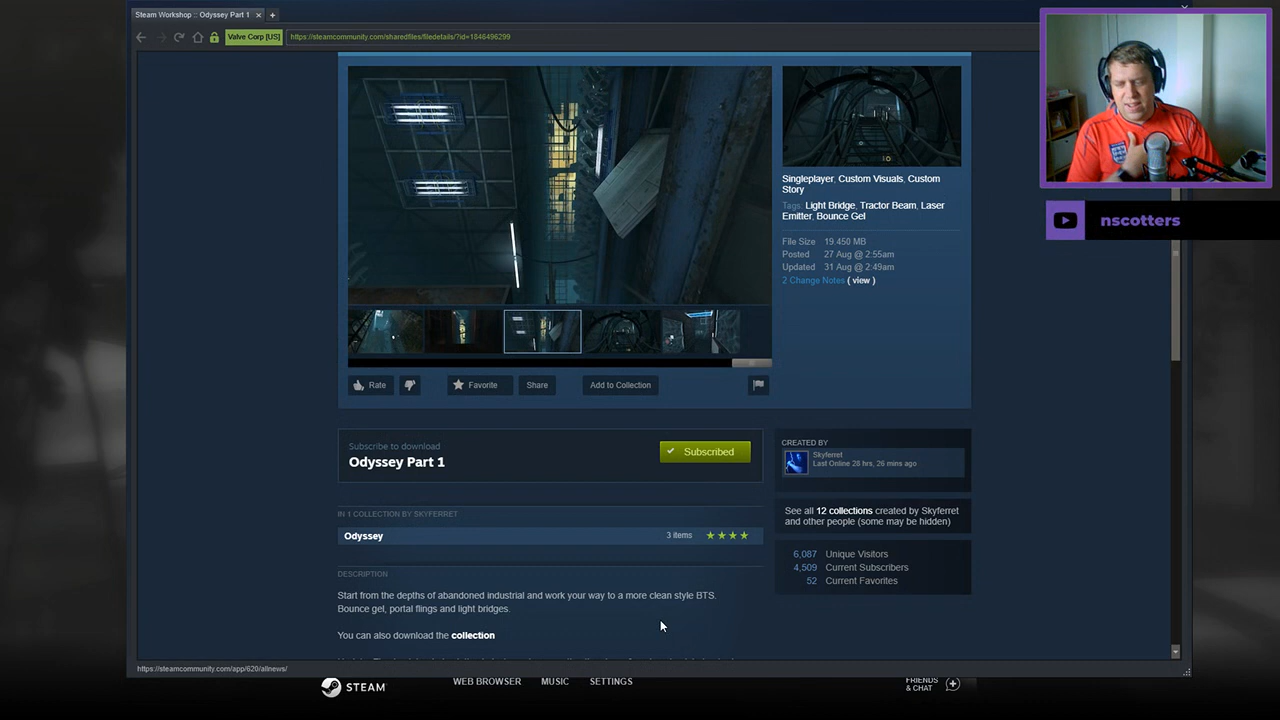 Steam Workshop :: Odyssey Part 1
Valve Corp [US]
https://steamcommunity.com/sharedfiles/filedetails/?id=1846496299
nscotters
Singleplayer, Custom Visuals, Custom
Story
Tags: Light Bridge, Tractor Beam, Laser
Emitter, Bounce Gel
File Size 19.450 MB
Posted 27 Aug @ 2:55am
Updated 31 Aug @ 2:49am
2 Change Notes ( view )
Rate
Favorite
Share
Add to Collection
Subscribe to download
Odyssey Part 1
Subscribed
IN 1 COLLECTION BY SKYFERRET
Odyssey
3 items
DESCRIPTION
Start from the depths of abandoned industrial and work your way to a more clean style BTS.
Bounce gel, portal flings and light bridges.
You can also download the collection
CREATED BY
Skyferret
Last Online 28 hrs, 26 mins ago
See all 12 collections created by Skyferret
and other people (some may be hidden)
6,087 Unique Visitors
4,509 Current Subscribers
52 Current Favorites
https://steamcommunity.com/app/620/allnews/
STEAM
WEB BROWSER
MUSIC
SETTINGS
FRIENDS
& CHAT